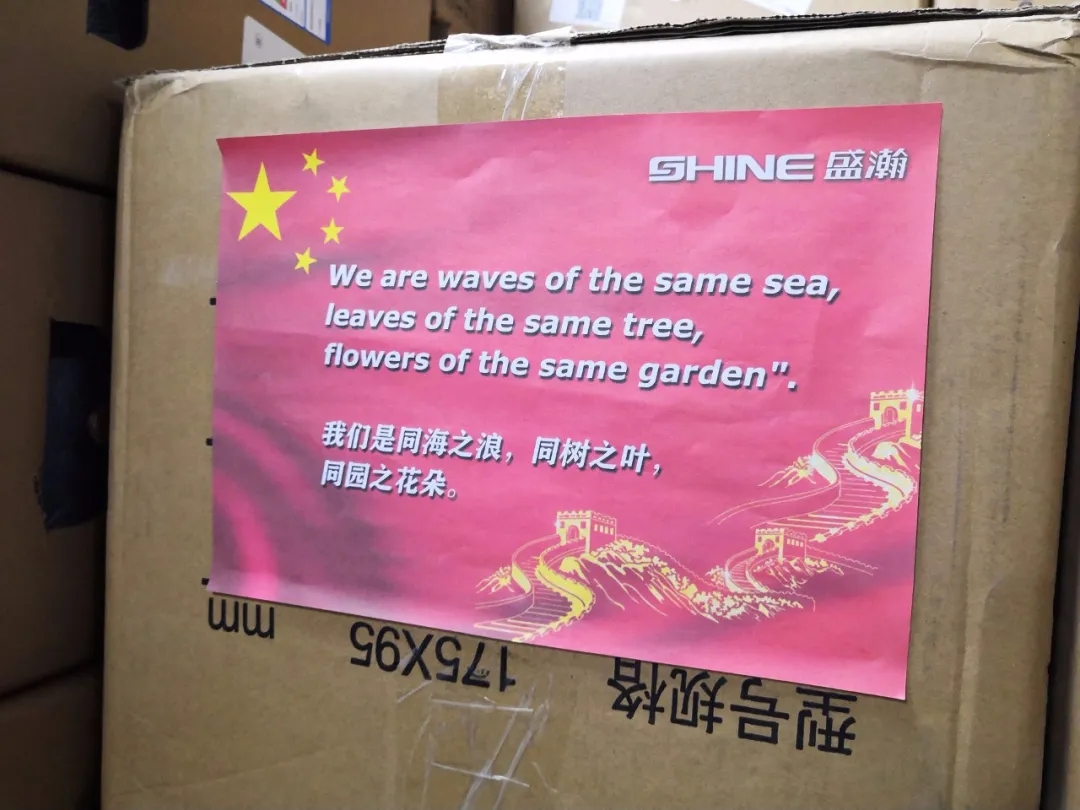 SHINE 盛瀚
We are waves of the same sea,
leaves of the same tree,
flowers of the same garden".
我们是同海之浪，同树之叶，
同园之花朵。
型号规格 175X95 mm